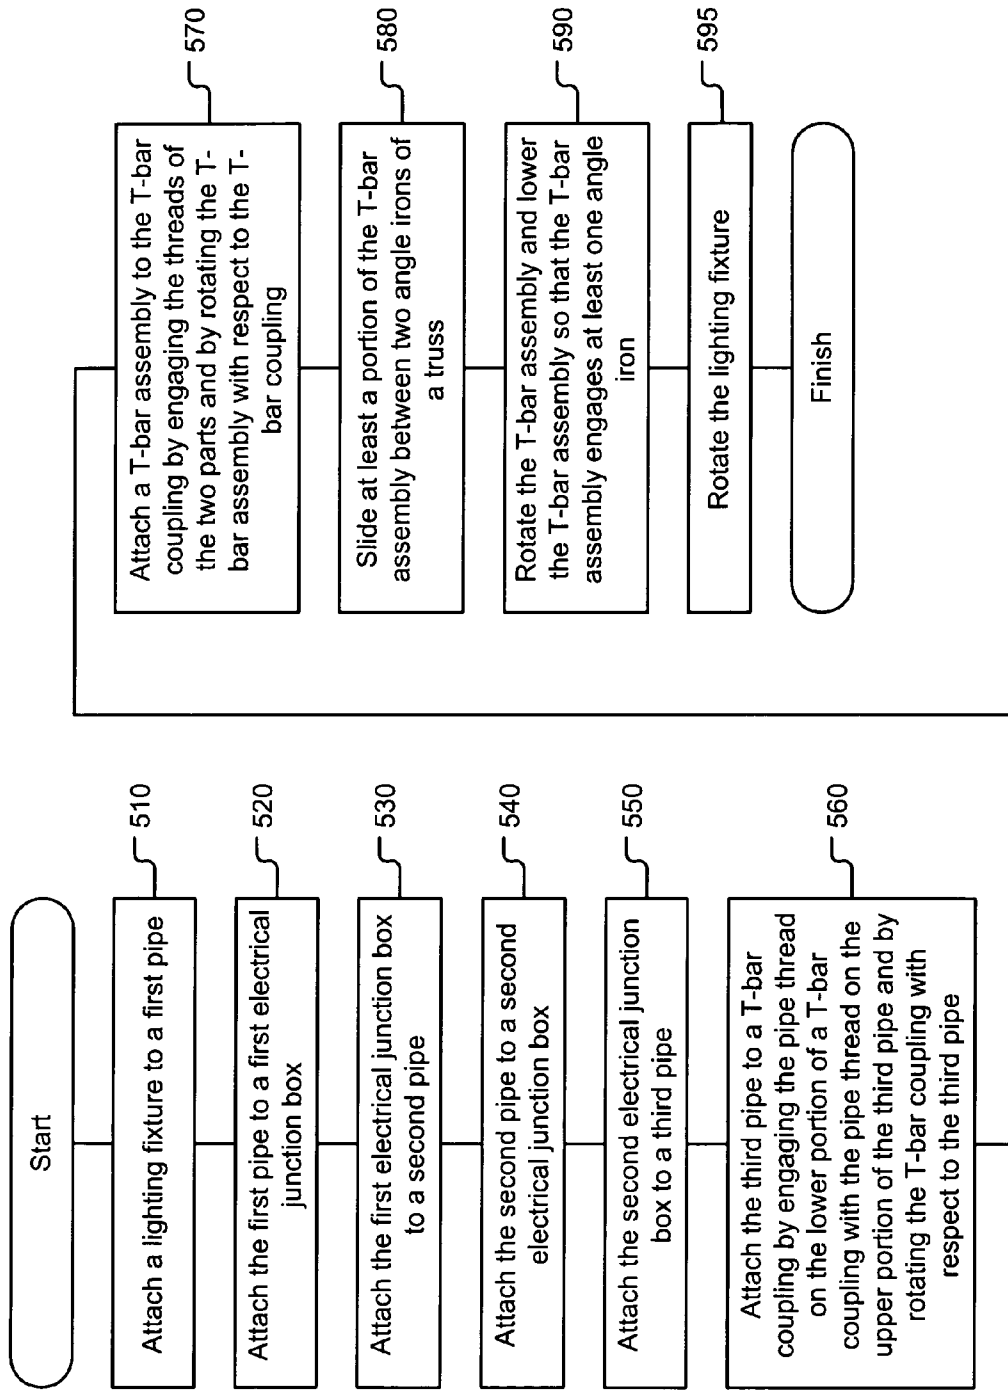 Start
Attach a lighting fixture to a first pipe
510
Attach the first pipe to a first electrical
junction box
520
Attach the first electrical junction box
to a second pipe
530
Attach the second pipe to a second
electrical junction box
540
Attach the second electrical junction
box to a third pipe
550
Attach the third pipe to a T-bar
coupling by engaging the pipe thread
on the lower portion of a T-bar
coupling with the pipe thread on the
upper portion of the third pipe and by
rotating the T-bar coupling with
respect to the third pipe
560
Attach a T-bar assembly to the T-bar
coupling by engaging the threads of
the two parts and by rotating the T-
bar assembly with respect to the T-
bar coupling
570
Slide at least a portion of the T-bar
assembly between two angle irons of
a truss
580
Rotate the T-bar assembly and lower
the T-bar assembly so that the T-bar
assembly engages at least one angle
iron
590
Rotate the lighting fixture
595
Finish